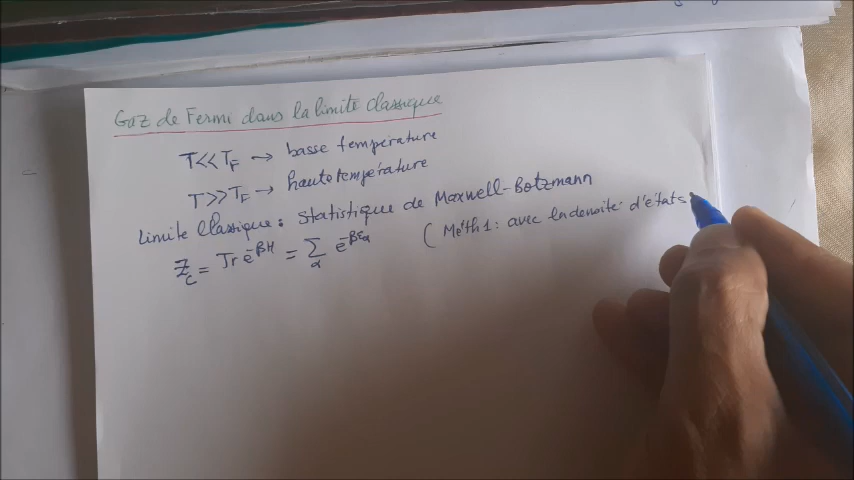 Gaz de Fermi dans la limite classique
T<<T_F → basse température
T>>T_F → haute température
Limite Classique : Statistique de Maxwell-Botzmann
Z_c = Tr e^{-βH} = Σ_α e^{-βε_α} ( Méth 1 : avec la densité d'états